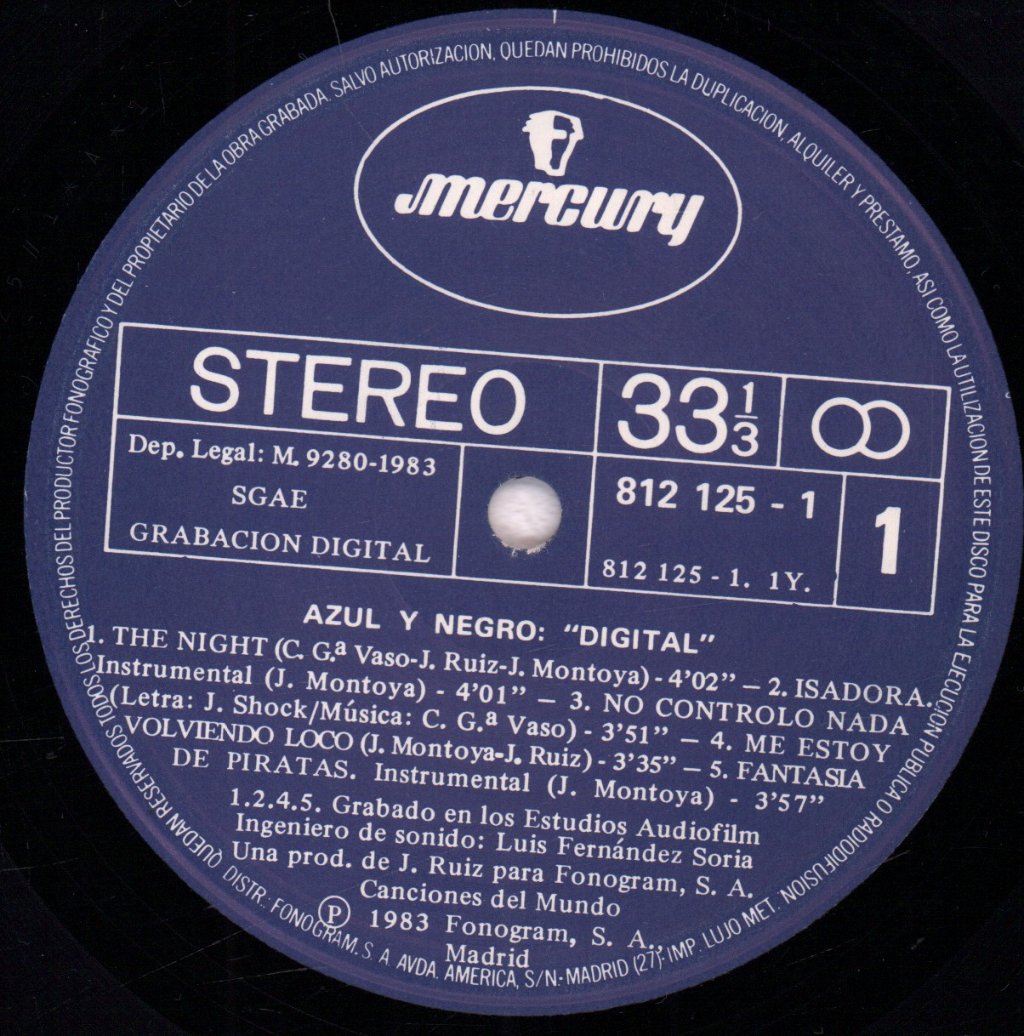 QUEDAN RESERVADOS TODOS LOS DERECHOS DEL PRODUCTOR FONOGRAFICO Y DEL PROPIETARIO DE LA OBRA GRABADA. SALVO AUTORIZACION, QUEDAN PROHIBIDOS LA DUPLICACION, ALQUILER Y PRESTAMO, ASI COMO LA UTILIZACION DE ESTE DISCO PARA LA EJECUCION PUBLICA O RADIODIFUSION
mercury
STEREO
33 1/3
Dep. Legal: M. 9280-1983
SGAE
GRABACION DIGITAL
812 125 - 1
812 125 - 1. 1Y.
1
AZUL Y NEGRO: "DIGITAL"
1. THE NIGHT (C. G.ª Vaso-J. Ruiz-J. Montoya) - 4'02" – 2. ISADORA.
Instrumental (J. Montoya) - 4'01" – 3. NO CONTROLO NADA
(Letra: J. Shock/Música: C. G.ª Vaso) - 3'51" – 4. ME ESTOY
VOLVIENDO LOCO (J. Montoya-J. Ruiz) - 3'35" – 5. FANTASIA
DE PIRATAS. Instrumental (J. Montoya) - 3'57"
1.2.4.5. Grabado en los Estudios Audiofilm
Ingeniero de sonido: Luis Fernández Soria
Una prod. de J. Ruiz para Fonogram, S. A.
Canciones del Mundo
℗ 1983 Fonogram, S. A.,
Madrid
DISTR.: FONOGRAM. S. A. AVDA. AMERICA, S/N- MADRID (27)- IMP. LUJO MET.